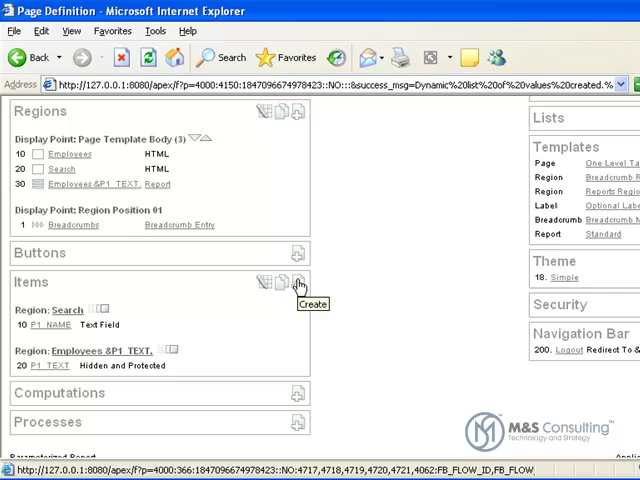 Page Definition - Microsoft Internet Explorer
File Edit View Favorites Tools Help
Back Search Favorites
Address http://127.0.0.1:8080/apex/f?p=4000:4150:1847096674978423::NO:::&success_msg=Dynamic%20list%20of%20values%20created.%
Regions
Display Point: Page Template Body (3)
10 Employees HTML
20 Search HTML
30 Employees &P1_TEXT. Report
Display Point: Region Position 01
1 Breadcrumbs Breadcrumb Entry
Buttons
Items
Create
Region: Search
10 P1_NAME Text Field
Region: Employees &P1_TEXT.
20 P1_TEXT Hidden and Protected
Computations
Processes
Lists
Templates
Page One Level Ta
Region Breadcrumb R
Region Reports Regio
Label Optional Labe
Breadcrumb Breadcrumb M
Report Standard
Theme
18. Simple
Security
Navigation Bar
200. Logout Redirect To &
M&S Consulting™
Technology and Strategy
http://127.0.0.1:8080/apex/f?p=4000:366:1847096674978423::NO:4717,4718,4719,4720,4721,4062:FB_FLOW_ID,FB_FLOW